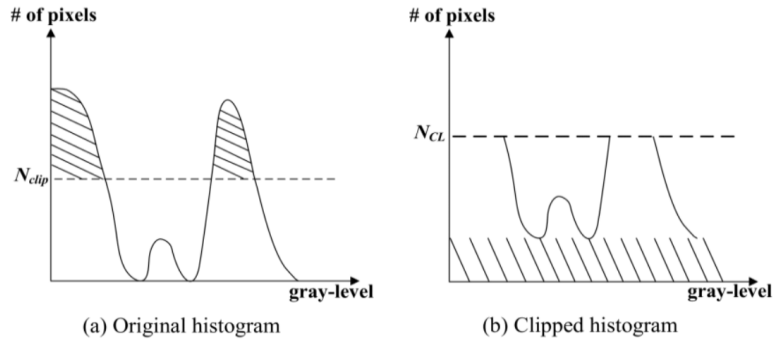 # of pixels
N_clip
gray-level
(a) Original histogram
# of pixels
N_CL
gray-level
(b) Clipped histogram